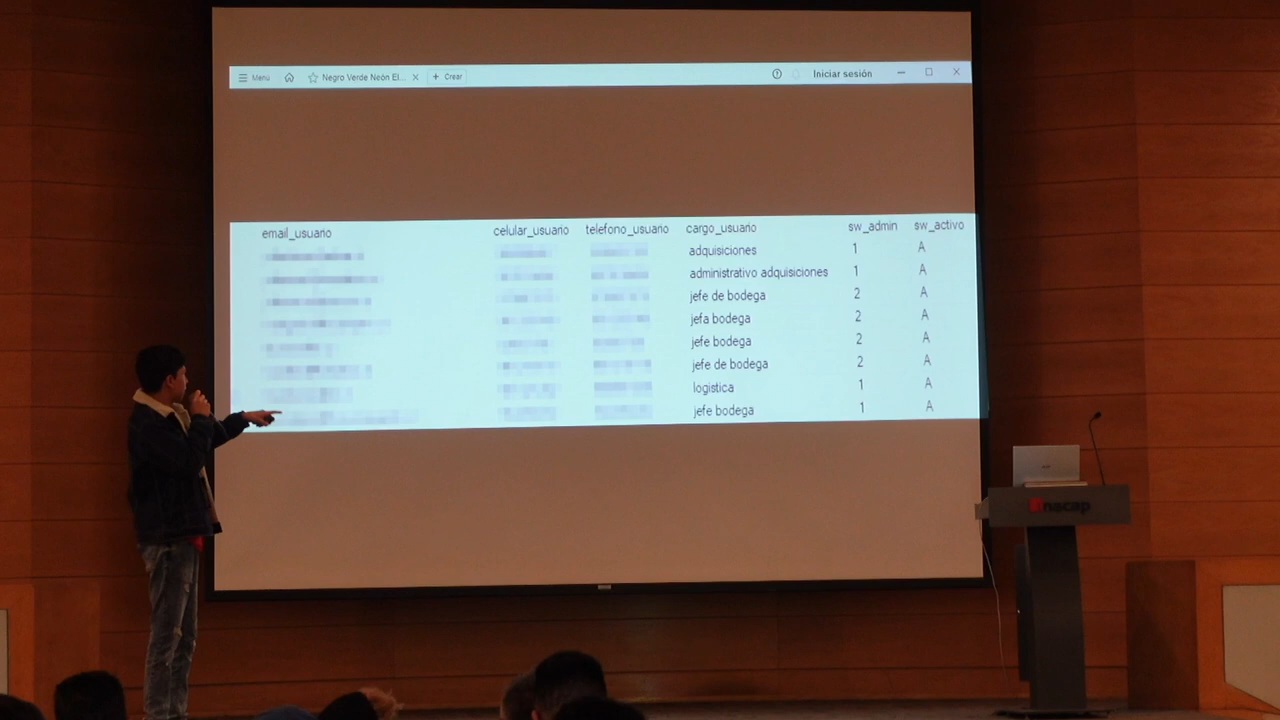 Menú Negro Verde Neón El... × + Crear Iniciar sesión
email_usuario celular_usuario telefono_usuario cargo_usuario sw_admin sw_activo
adquisiciones 1 A
administrativo adquisiciones 1 A
jefe de bodega 2 A
jefa bodega 2 A
jefe bodega 2 A
jefe de bodega 2 A
logistica 1 A
jefe bodega 1 A
inacap